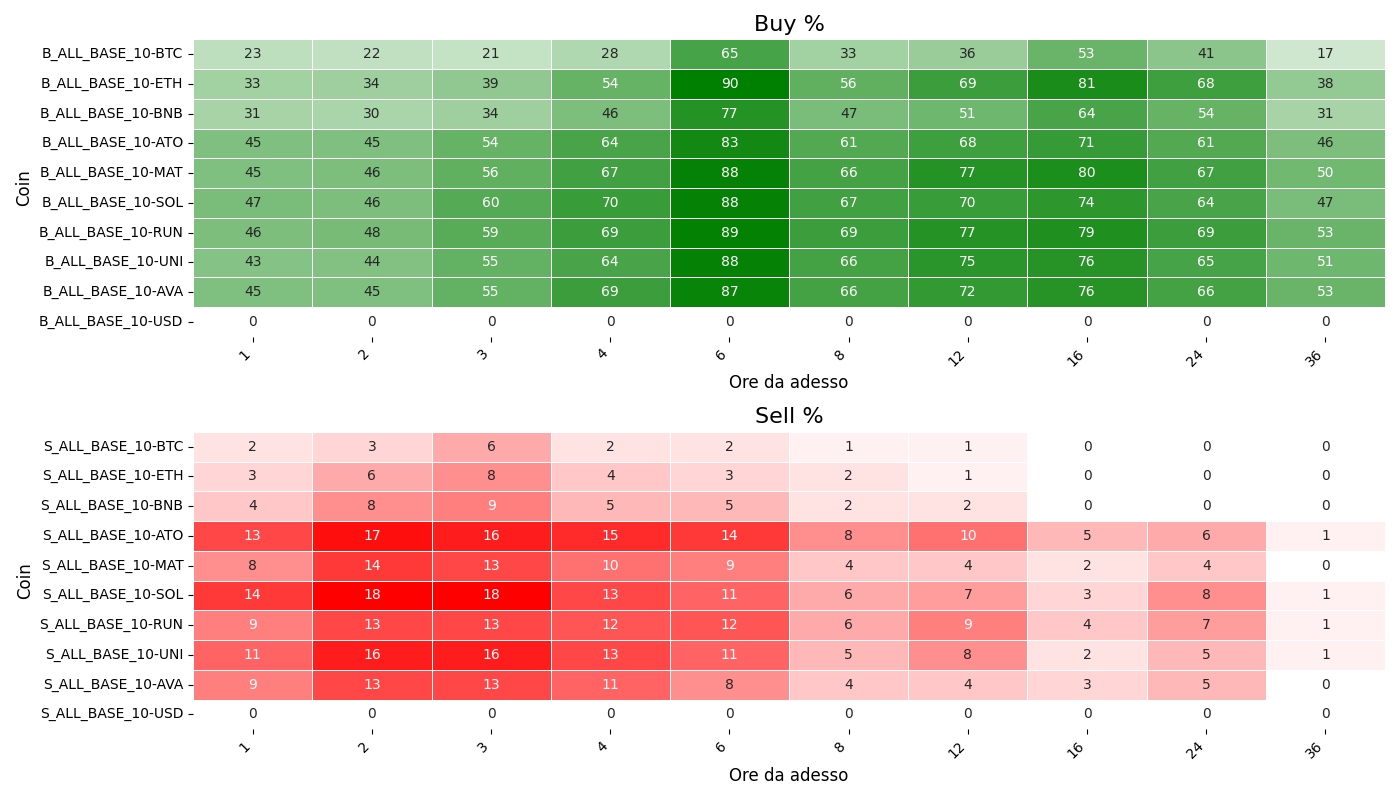 Buy %
Coin
B_ALL_BASE_10-BTC 23 22 21 28 65 33 36 53 41 17
B_ALL_BASE_10-ETH 33 34 39 54 90 56 69 81 68 38
B_ALL_BASE_10-BNB 31 30 34 46 77 47 51 64 54 31
B_ALL_BASE_10-ATO 45 45 54 64 83 61 68 71 61 46
B_ALL_BASE_10-MAT 45 46 56 67 88 66 77 80 67 50
B_ALL_BASE_10-SOL 47 46 60 70 88 67 70 74 64 47
B_ALL_BASE_10-RUN 46 48 59 69 89 69 77 79 69 53
B_ALL_BASE_10-UNI 43 44 55 64 88 66 75 76 65 51
B_ALL_BASE_10-AVA 45 45 55 69 87 66 72 76 66 53
B_ALL_BASE_10-USD 0 0 0 0 0 0 0 0 0 0
1 2 3 4 6 8 12 16 24 36
Ore da adesso
Sell %
Coin
S_ALL_BASE_10-BTC 2 3 6 2 2 1 1 0 0 0
S_ALL_BASE_10-ETH 3 6 8 4 3 2 1 0 0 0
S_ALL_BASE_10-BNB 4 8 9 5 5 2 2 0 0 0
S_ALL_BASE_10-ATO 13 17 16 15 14 8 10 5 6 1
S_ALL_BASE_10-MAT 8 14 13 10 9 4 4 2 4 0
S_ALL_BASE_10-SOL 14 18 18 13 11 6 7 3 8 1
S_ALL_BASE_10-RUN 9 13 13 12 12 6 9 4 7 1
S_ALL_BASE_10-UNI 11 16 16 13 11 5 8 2 5 1
S_ALL_BASE_10-AVA 9 13 13 11 8 4 4 3 5 0
S_ALL_BASE_10-USD 0 0 0 0 0 0 0 0 0 0
1 2 3 4 6 8 12 16 24 36
Ore da adesso